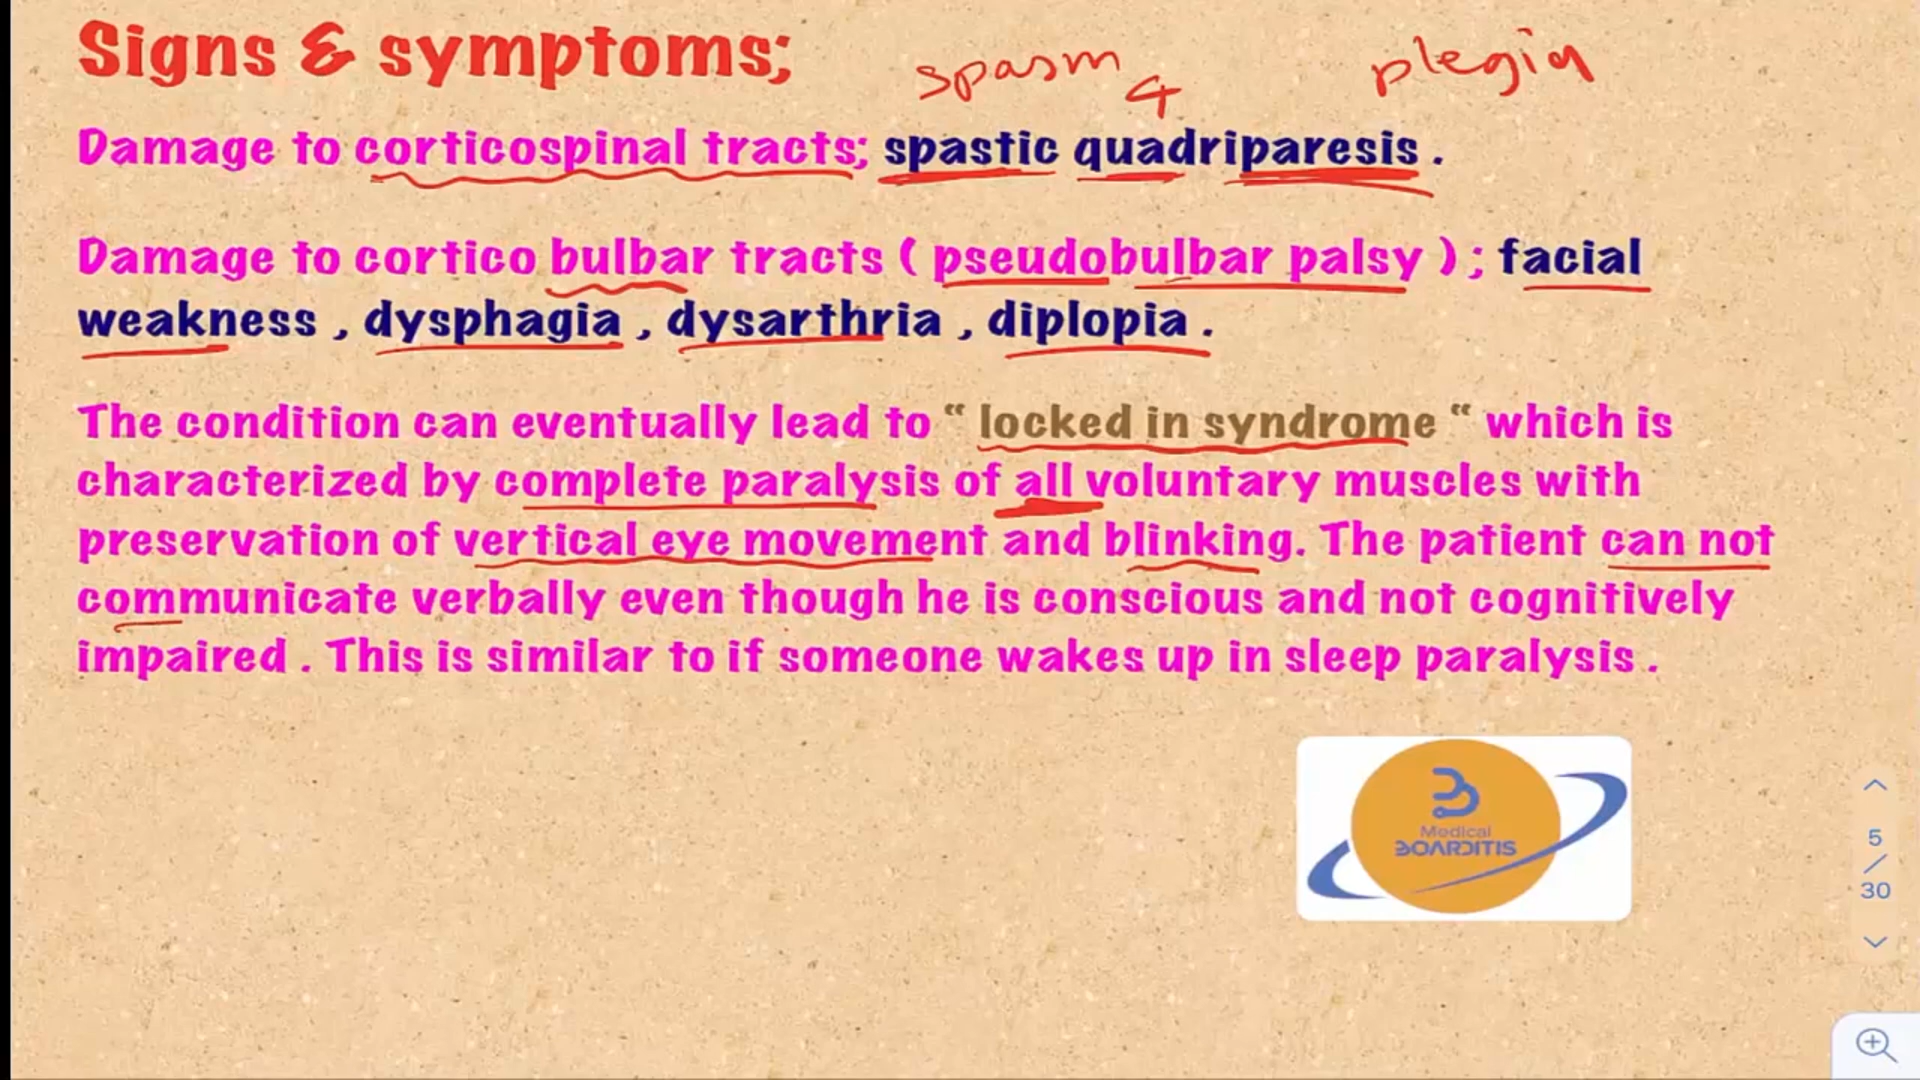 Signs & symptoms;
spasm 4 plegia
Damage to corticospinal tracts; spastic quadriparesis .
Damage to cortico bulbar tracts ( pseudobulbar palsy ) ; facial
weakness , dysphagia , dysarthria , diplopia .
The condition can eventually lead to “ locked in syndrome “ which is
characterized by complete paralysis of all voluntary muscles with
preservation of vertical eye movement and blinking. The patient can not
communicate verbally even though he is conscious and not cognitively
impaired . This is similar to if someone wakes up in sleep paralysis .
Medical
BOARDITIS
5
/
30